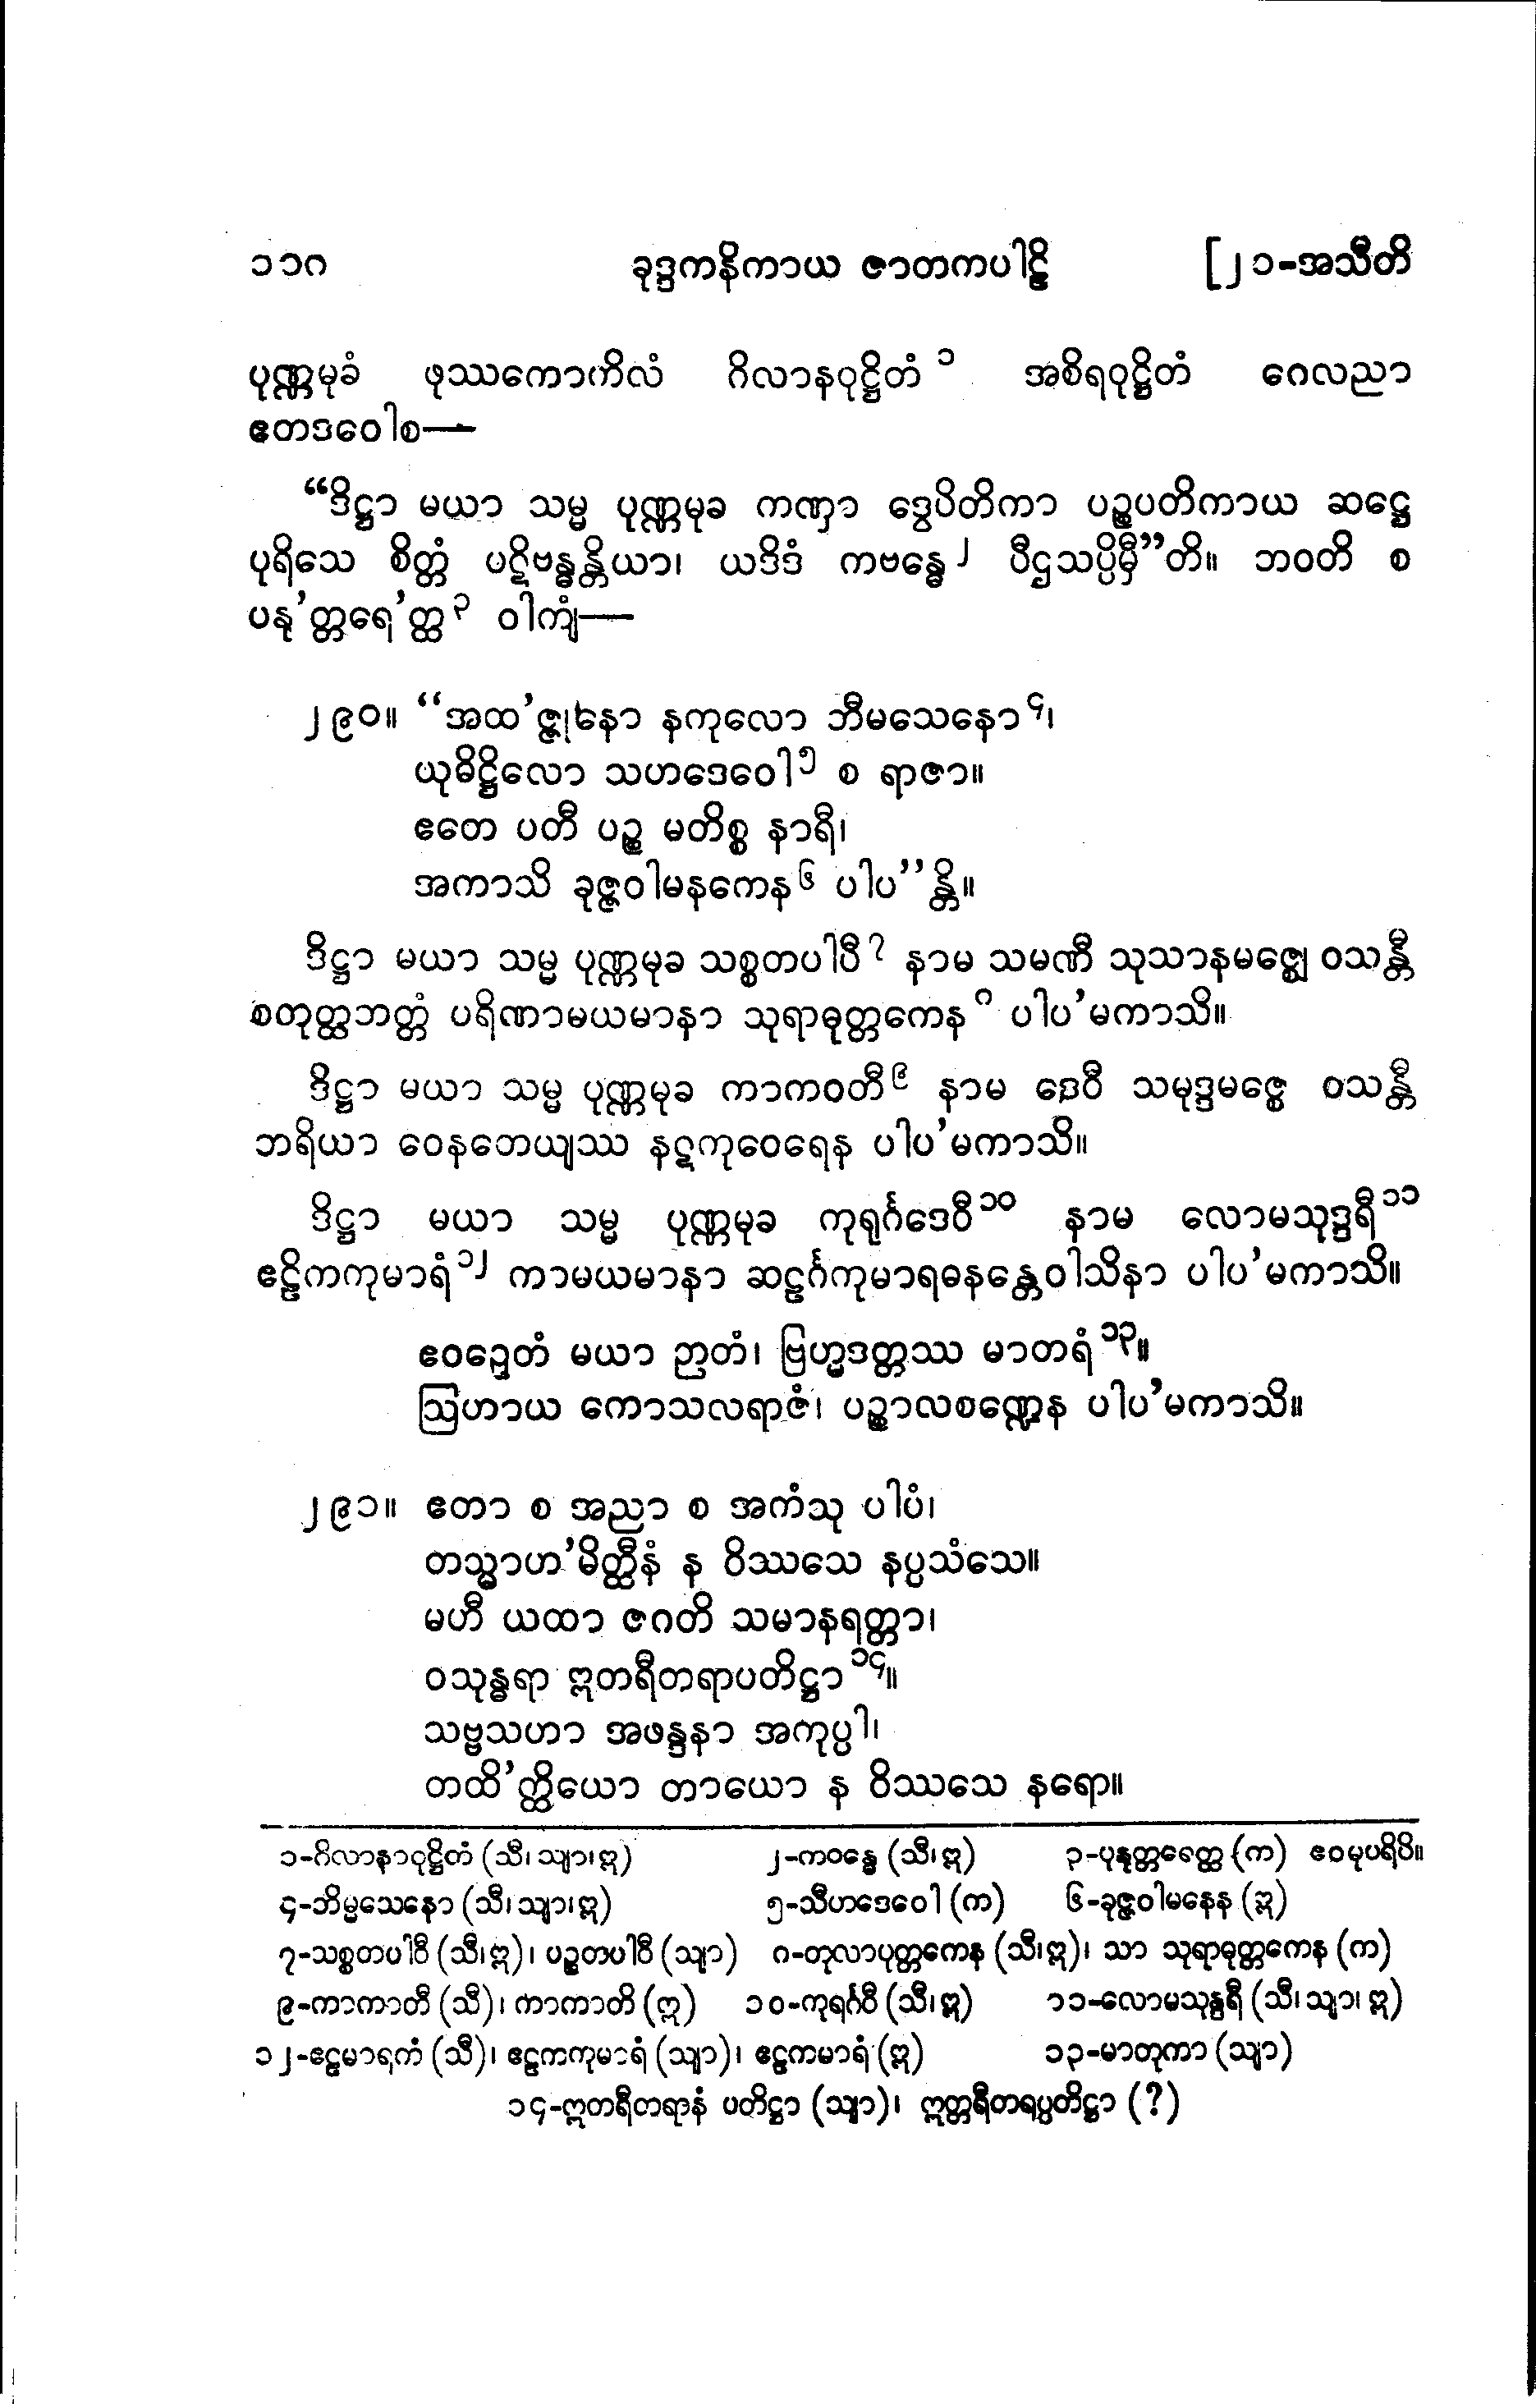 ၁၁ဂ ခုဒ္ဒကနိကာယ ဇာတကပါဠိ [၂၁-အသီတိ
ပုဏ္ဏမုခံ ဖုဿကောကိလံ ဂိလာနဝုဋ္ဌိတံ ၁ အစိရဝုဋ္ဌိတံ ဂေလညာ
ဧတဒဝေါစ—
“ဒိဋ္ဌာ မယာ သမ္မ ပုဏ္ဏမုခ ကဏှာ ဒွေပိတိကာ ပဉ္စပတိကာယ ဆဋ္ဌေ
ပုရိသေ စိတ္တံ ပဋိဗန္ဓန္တိယာ၊ ယဒိဒံ ကဗန္ဓေ ၂ ပီဌသပ္ပိမှီ”တိ။ ဘဝတိ စ
ပနု’တ္တရေ’တ္ထ ၃ ဝါကျံ—
၂၉၀။ “အထ’ဇ္ဇုနော နကုလော ဘီမသေနော ၄၊
ယုဓိဋ္ဌိလော သဟဒေဝေါ ၅ စ ရာဇာ။
ဧတေ ပတီ ပဉ္စ မတိစ္စ နာရီ၊
အကာသိ ခုဇ္ဇဝါမနကေန ၆ ပါပ”န္တိ။
ဒိဋ္ဌာ မယာ သမ္မ ပုဏ္ဏမုခ သစ္စတပါပီ ၇ နာမ သမဏီ သုသာနမဇ္ဈေ ဝသန္တီ
စတုတ္ထဘတ္တံ ပရိဏာမယမာနာ သုရာဓုတ္တကေန ဂ ပါပ’မကာသိ။
ဒိဋ္ဌာ မယာ သမ္မ ပုဏ္ဏမုခ ကာကဝတီ ၉ နာမ ဒေဝီ သမုဒ္ဒမဇ္ဈေ ဝသန္တီ
ဘရိယာ ဝေနတေယျဿ နဋကုဝေရေန ပါပ’မကာသိ။
ဒိဋ္ဌာ မယာ သမ္မ ပုဏ္ဏမုခ ကုရုင်္ဂဒေဝီ ၁၀ နာမ လောမသုဒ္ဒရီ ၁၁
ဧဠိကကုမာရံ ၁၂ ကာမယမာနာ ဆဠင်္ဂကုမာရဓနန္တေဝါသိနာ ပါပ’မကာသိ။
ဧဝဉှေတံ မယာ ဉာတံ၊ ဗြဟ္မဒတ္တဿ မာတရံ ၁၃။
ဩဟာယ ကောသလရာဇံ၊ ပဉ္စာလစဏ္ဍေန ပါပ’မကာသိ။
၂၉၁။ ဧတာ စ အညာ စ အကံသု ပါပံ၊
တသ္မာဟ’မိတ္ထီနံ န ဝိဿသေ နပ္ပသံသေ။
မဟီ ယထာ ဇဂတိ သမာနရတ္တာ၊
ဝသုန္ဓရာ ဣတရီတရာပတိဋ္ဌာ ၁၄။
သဗ္ဗသဟာ အဖန္ဒနာ အကုပ္ပါ၊
တထိ’တ္ထိယော တာယော န ဝိဿသေ နရော။
၁-ဂိလာနာဝုဋ္ဌိတံ (သီ၊ သျာ၊ ဣ) ၂-ကဝန္ဓေ (သီ၊ ဣ) ၃-ပုနုတ္တစေတ္ထ (က) ဧဝမုပရိပိ။
၄-ဘိမ္မသေနော (သီ၊ သျာ၊ ဣ) ၅-သီဟဒေဝေါ (က) ၆-ခုဇ္ဇဝါမနေန (ဣ)
၇-သစ္စတပါဝီ (သီ၊ ဣ)၊ ပဉ္စတပါဝီ (သျာ) ဂ-တုလာပုတ္တကေန (သီ၊ ဣ)၊ သာ သုရာဓုတ္တကေန (က)
၉-ကာကာတီ (သီ)၊ ကာကာတိ (ဣ) ၁၀-ကုရင်္ဂဝီ (သီ၊ ဣ) ၁၁-လောမသုန္ဒရီ (သီ၊ သျာ၊ ဣ)
၁၂-ဧဠမာရကံ (သီ)၊ ဧဠကကုမာရံ (သျာ)၊ ဧဠကမာရံ (ဣ) ၁၃-မာတုကာ (သျာ)
၁၄-ဣတရီတရာနံ ပတိဋ္ဌာ (သျာ)၊ ဣတ္တရီတရပ္ပတိဋ္ဌာ (?)